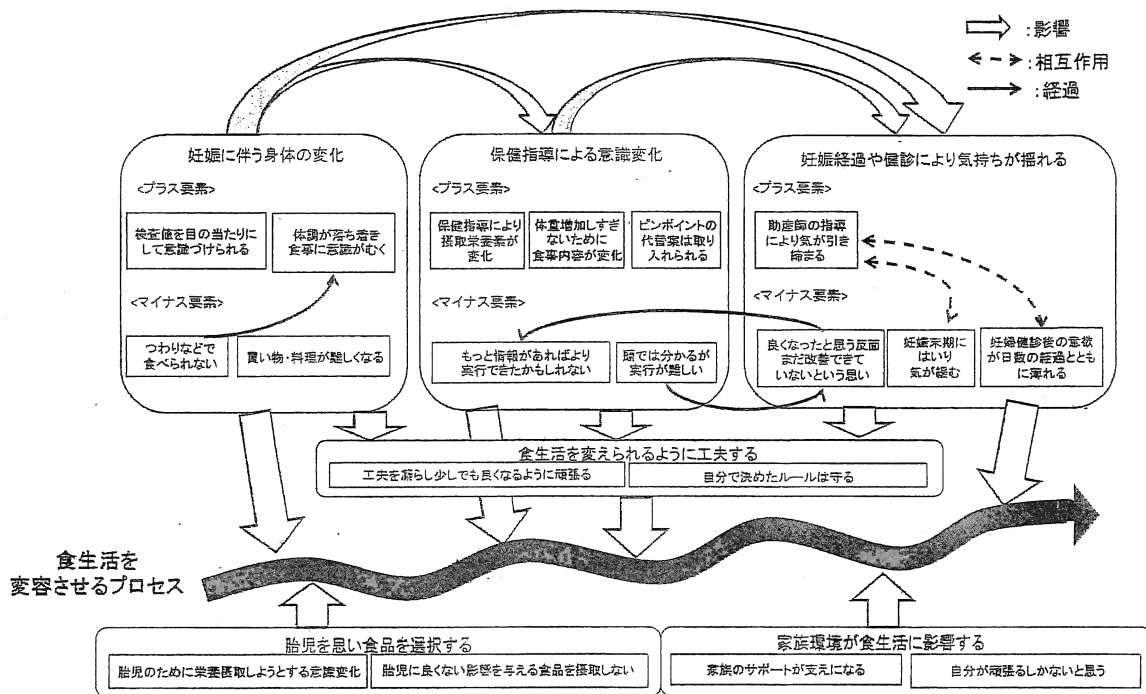 ：影響
：相互作用
：経過
妊娠に伴う身体の変化
<プラス要素>
検査値を目の当たりに
して意識づけられる
体調が落ち着き
食事に意識がむく
<マイナス要素>
つわりなどで
食べられない
買い物・料理が難しくなる
保健指導による意識変化
<プラス要素>
保健指導により
摂取栄養素が
変化
体重増加しすぎ
ないために
食事内容が変化
ピンポイントの
代替案は取り
入れられる
<マイナス要素>
もっと情報があればより
実行できたかもしれない
頭では分かるが
実行が難しい
妊娠経過や健診により気持ちが揺れる
<プラス要素>
助産師の指導
により気が引き
締まる
<マイナス要素>
良くなったと思う反面
まだ改善できて
いないという思い
妊娠末期に
はいり
気が緩む
妊婦健診後の意欲
が日数の経過ととも
に薄れる
食生活を変えられるように工夫する
工夫を凝らし少しでも良くなるように頑張る
自分で決めたルールは守る
食生活を
変容させるプロセス
胎児を思い食品を選択する
胎児のために栄養摂取しようとする意識変化
胎児に良くない影響を与える食品を摂取しない
家族環境が食生活に影響する
家族のサポートが支えになる
自分が頑張るしかないと思う